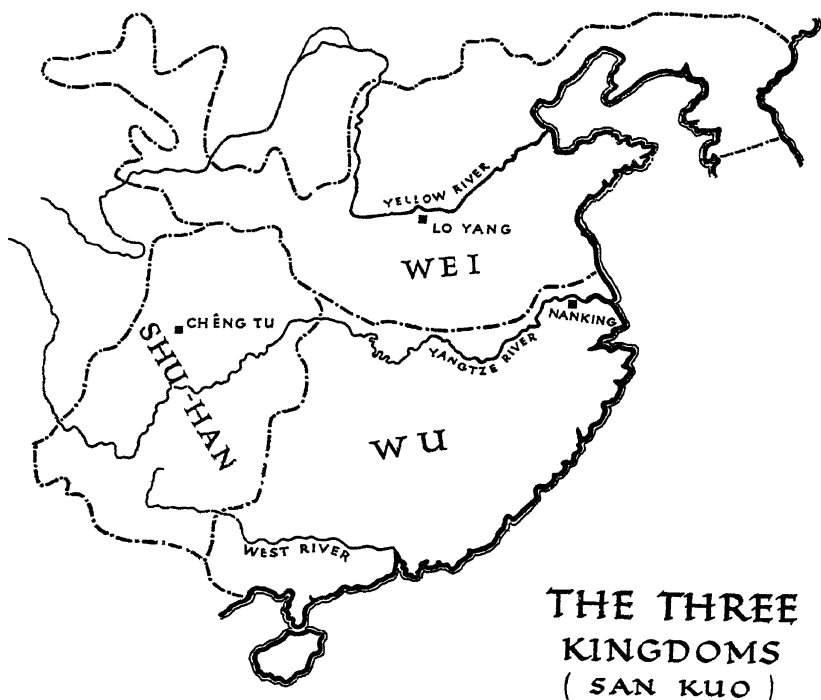 YELLOW RIVER
LO YANG
WEI
CHÊNG TU
NANKING
SHU-HAN
YANGTZE RIVER
WU
WEST RIVER
THE THREE
KINGDOMS
( SAN KUO )